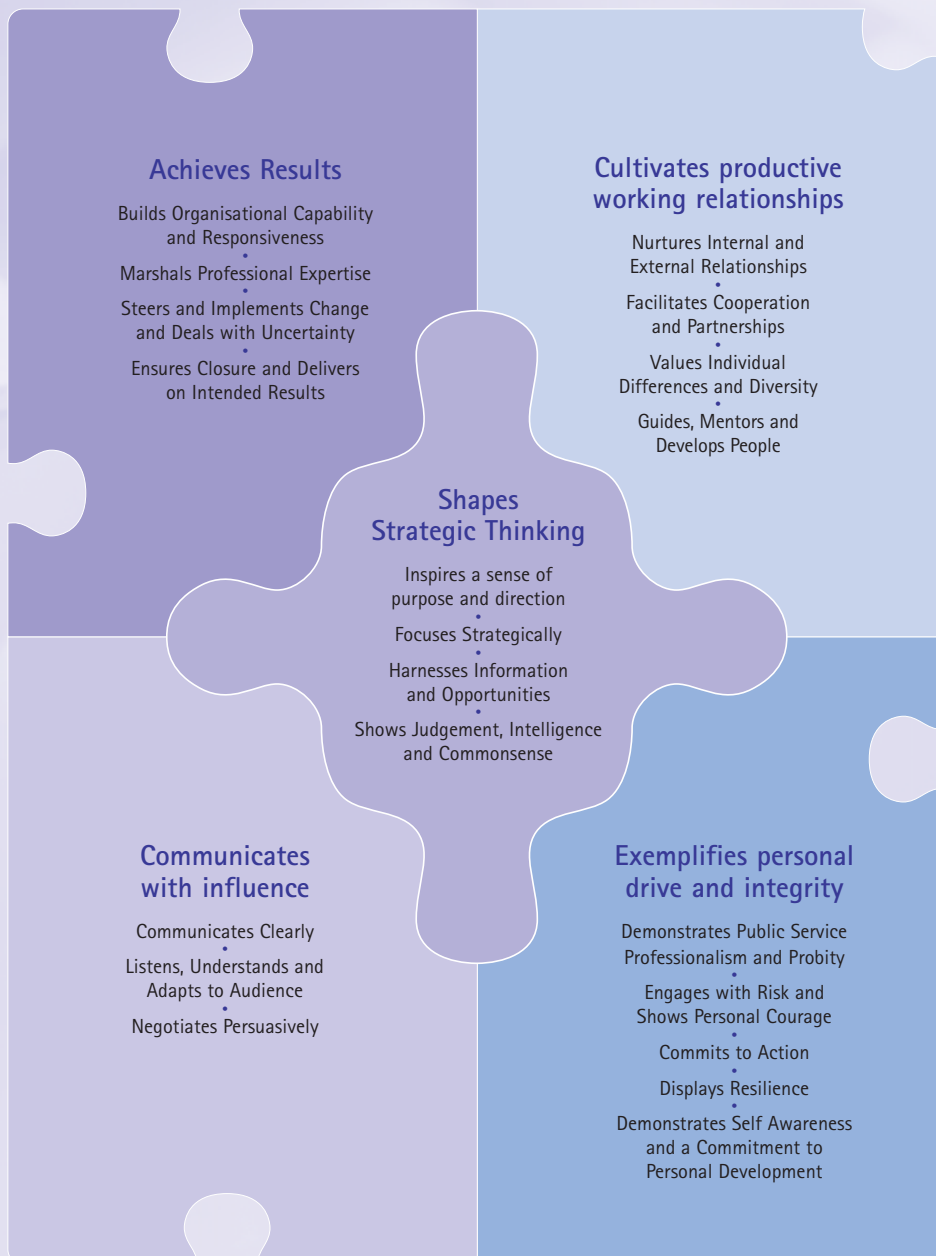 Achieves Results
Builds Organisational Capability
and Responsiveness
•
Marshals Professional Expertise
•
Steers and Implements Change
and Deals with Uncertainty
•
Ensures Closure and Delivers
on Intended Results
Cultivates productive
working relationships
Nurtures Internal and
External Relationships
•
Facilitates Cooperation
and Partnerships
•
Values Individual
Differences and Diversity
•
Guides, Mentors and
Develops People
Shapes
Strategic Thinking
Inspires a sense of
purpose and direction
•
Focuses Strategically
•
Harnesses Information
and Opportunities
•
Shows Judgement, Intelligence
and Commonsense
Communicates
with influence
Communicates Clearly
•
Listens, Understands and
Adapts to Audience
•
Negotiates Persuasively
Exemplifies personal
drive and integrity
Demonstrates Public Service
Professionalism and Probity
•
Engages with Risk and
Shows Personal Courage
•
Commits to Action
•
Displays Resilience
•
Demonstrates Self Awareness
and a Commitment to
Personal Development